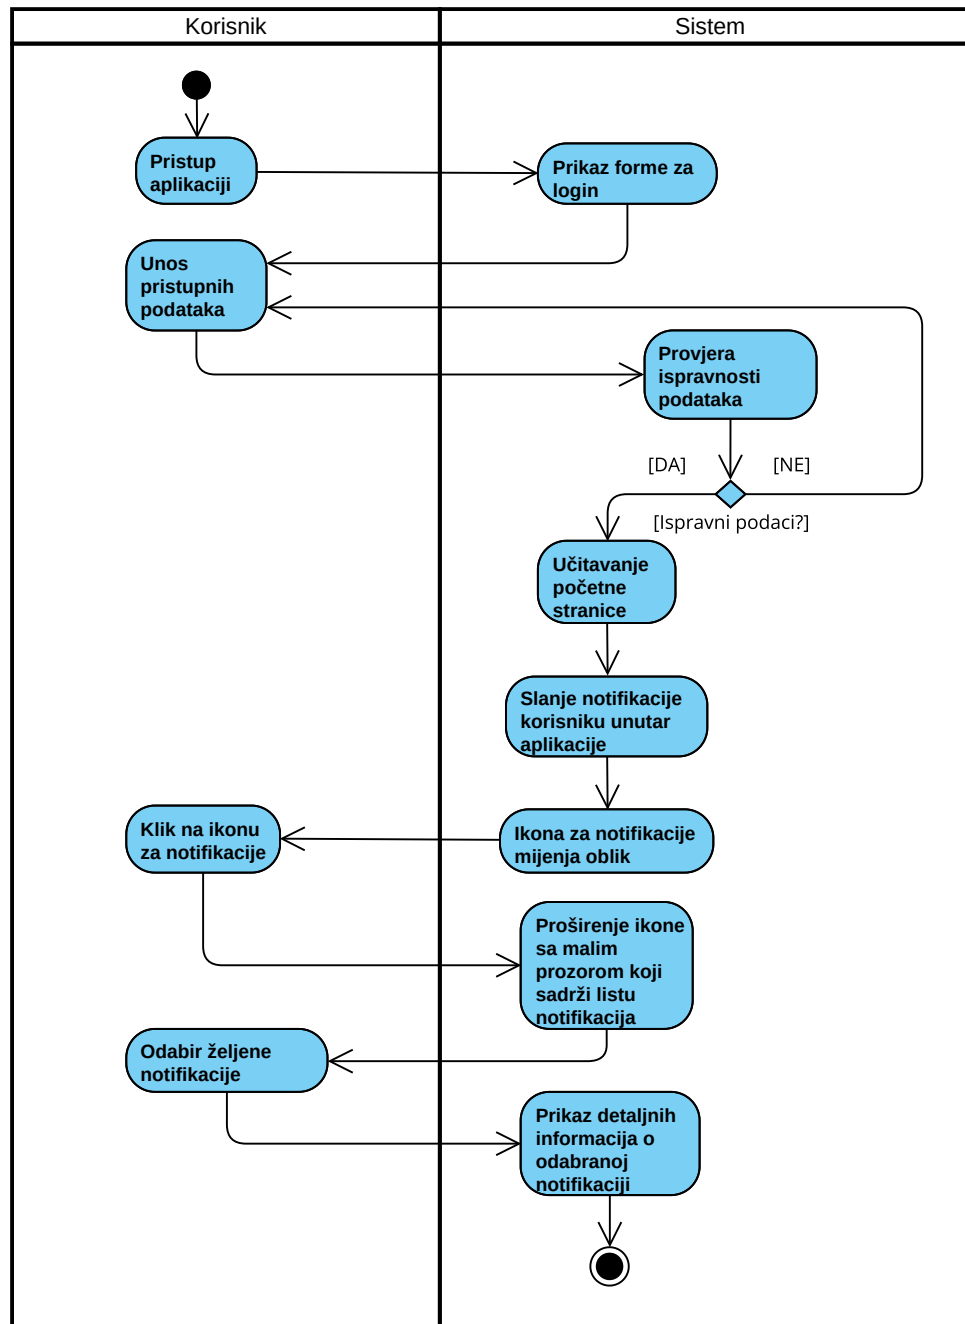 Korisnik
Sistem
Pristup
aplikaciji
Prikaz forme za
login
Unos
pristupnih
podataka
Provjera
ispravnosti
podataka
[DA]
[NE]
[Ispravni podaci?]
Učitavanje
početne
stranice
Slanje notifikacije
korisniku unutar
aplikacije
Ikona za notifikacije
mijenja oblik
Klik na ikonu
za notifikacije
Proširenje ikone
sa malim
prozorom koji
sadrži listu
notifikacija
Odabir željene
notifikacije
Prikaz detaljnih
informacija o
odabranoj
notifikaciji